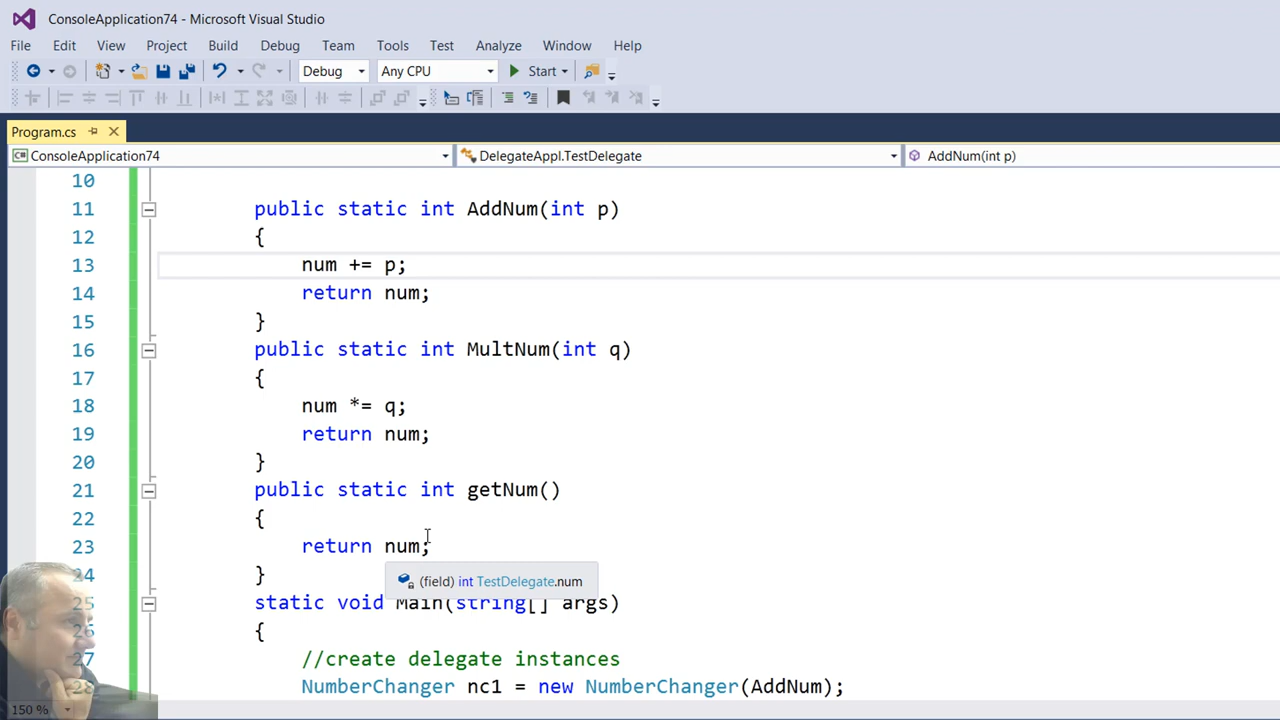 ConsoleApplication74 - Microsoft Visual Studio
File Edit View Project Build Debug Team Tools Test Analyze Window Help
Debug Any CPU Start
Program.cs
ConsoleApplication74 DelegateAppl.TestDelegate AddNum(int p)
10
11 public static int AddNum(int p)
12 {
13 num += p;
14 return num;
15 }
16 public static int MultNum(int q)
17 {
18 num *= q;
19 return num;
20 }
21 public static int getNum()
22 {
23 return num;
24 }
(field) int TestDelegate.num
25 static void Main(string[] args)
26 {
27 //create delegate instances
28 NumberChanger nc1 = new NumberChanger(AddNum);
150 %